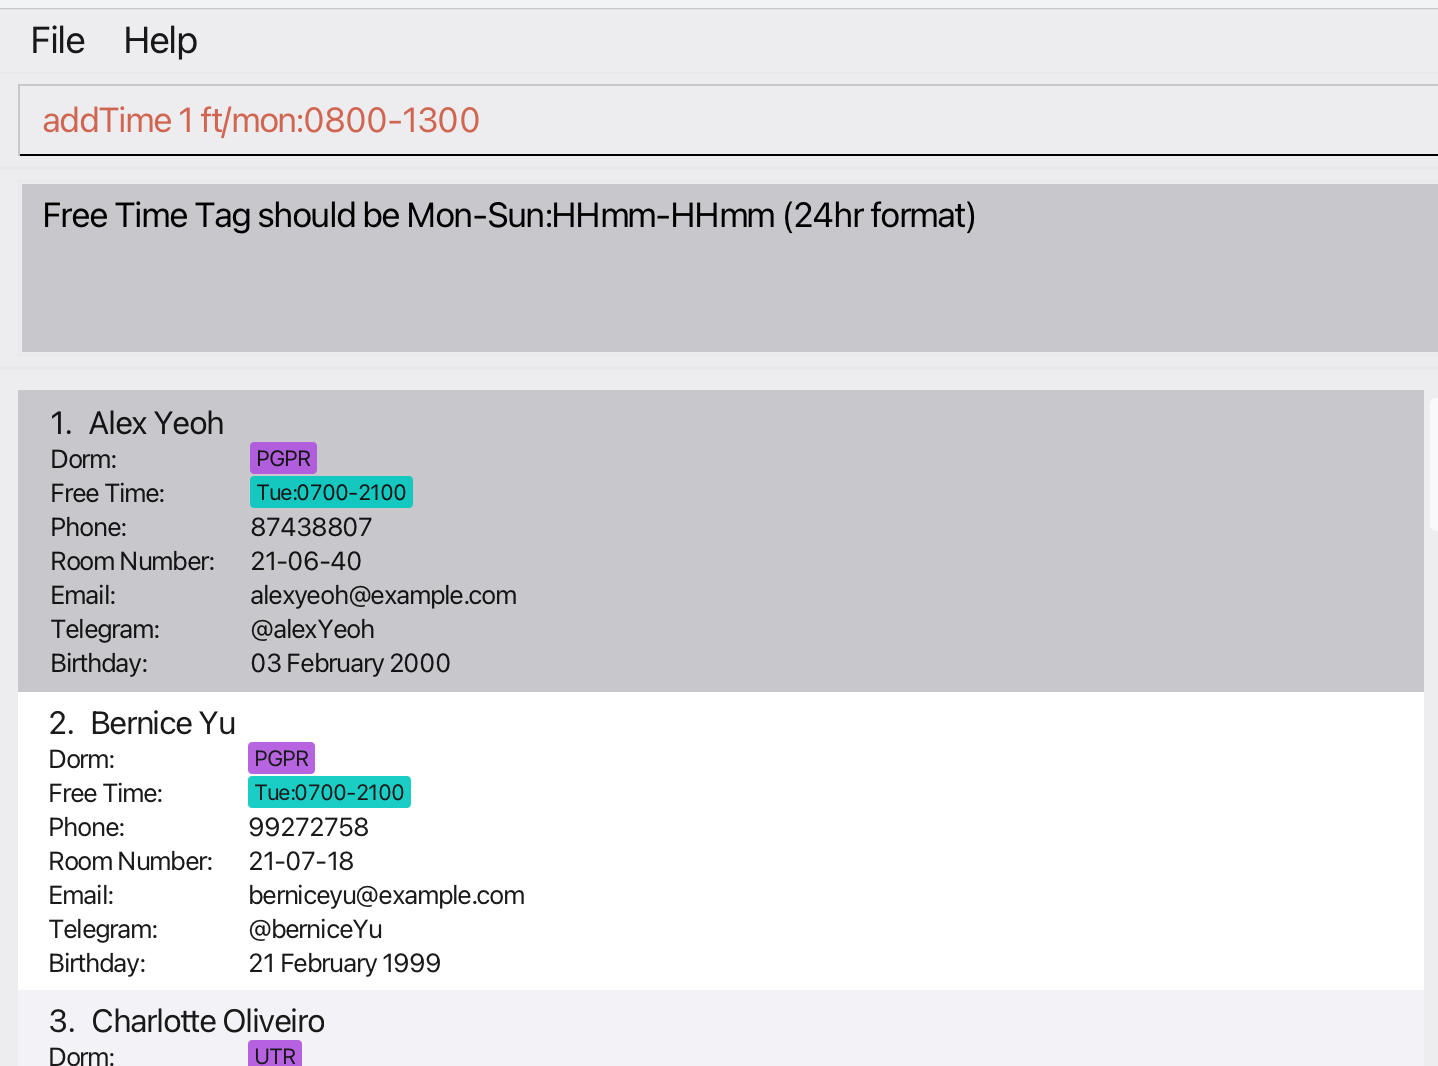 File Help
addTime 1 ft/mon:0800-1300
Free Time Tag should be Mon-Sun:HHmm-HHmm (24hr format)
1. Alex Yeoh
Dorm: PGPR
Free Time: Tue:0700-2100
Phone: 87438807
Room Number: 21-06-40
Email: alexyeoh@example.com
Telegram: @alexYeoh
Birthday: 03 February 2000
2. Bernice Yu
Dorm: PGPR
Free Time: Tue:0700-2100
Phone: 99272758
Room Number: 21-07-18
Email: berniceyu@example.com
Telegram: @berniceYu
Birthday: 21 February 1999
3. Charlotte Oliveiro
Dorm: UTR